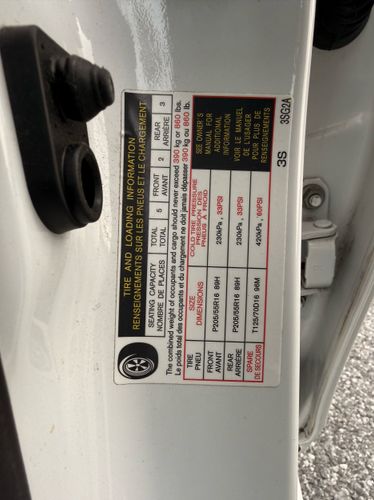 TIRE AND LOADING INFORMATION
RENSEIGNEMENTS SUR LES PNEUS ET LE CHARGEMENT
SEATING CAPACITY TOTAL 5 FRONT 2 REAR 3
NOMBRE DE PLACES TOTAL AVANT ARRIÈRE
The combined weight of occupants and cargo should never exceed 390 kg or 860 lbs.
Le poids total des occupants et du chargement ne doit jamais dépasser 390 kg ou 860 lb.
TIRE SIZE COLD TIRE PRESSURE
PNEU DIMENSIONS PRESSION DES PNEUS À FROID
FRONT P205/55R16 89H 230kPa, 33PSI
AVANT
REAR P205/55R16 89H 230kPa, 33PSI
ARRIÈRE
SPARE T125/70D16 96M 420kPa, 60PSI
DE SECOURS
SEE OWNER'S
MANUAL FOR
ADDITIONAL
INFORMATION
VOIR LE MANUEL
DE L'USAGER
POUR PLUS DE
RENSEIGNEMENTS
3S 3SG2A